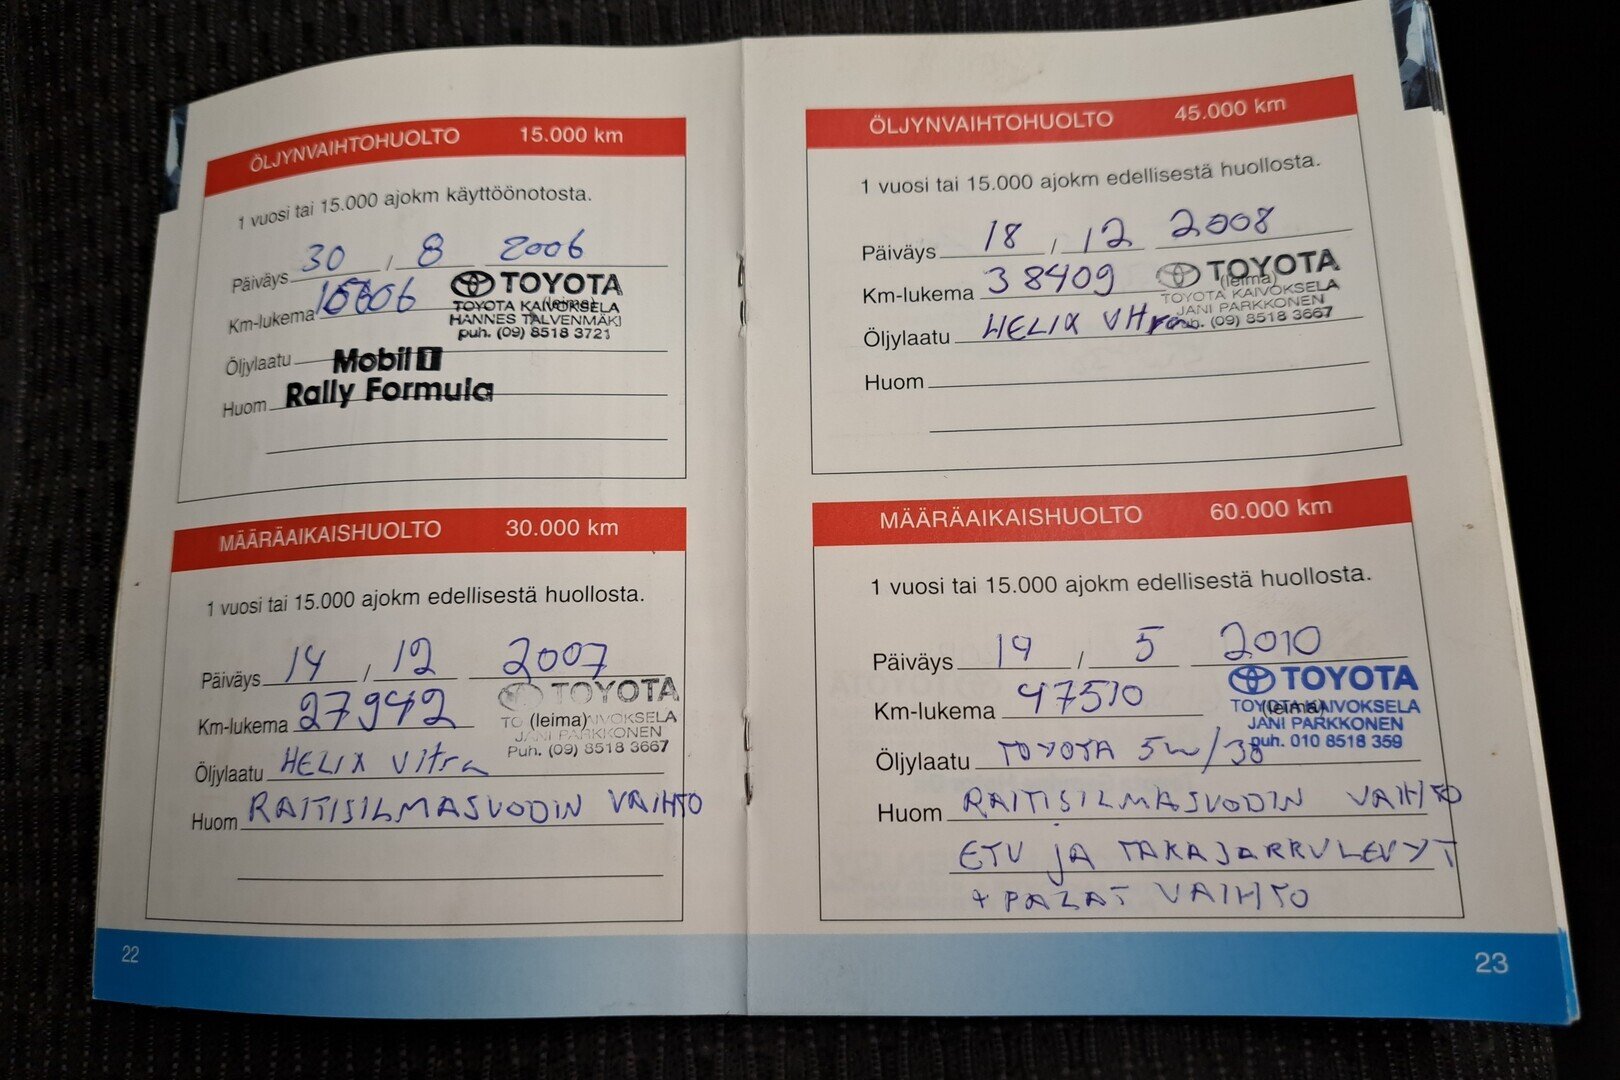 ÖLJYNVAIHTOHUOLTO 15.000 km
1 vuosi tai 15.000 ajokm käyttöönotosta.
Päiväys 30 / 8 2006
Km-lukema
TOYOTA
TOYOTA KAIVOKSELA
(leima)
HANNES TALVENMÄKI
puh. (09) 8518 3721
Öljylaatu Mobil 1
Huom Rally Formula
MÄÄRÄAIKAISHUOLTO 30.000 km
1 vuosi tai 15.000 ajokm edellisestä huollosta.
Päiväys 14 / 12 2007
Km-lukema 27942
TOYOTA
(leima)
JANI PARKKONEN
Puh. (09) 8518 3667
Öljylaatu HELIX Vitra
Huom RAITISILMASUODIN VAIHTO
22
ÖLJYNVAIHTOHUOLTO 45.000 km
1 vuosi tai 15.000 ajokm edellisestä huollosta.
Päiväys 18 / 12 2008
Km-lukema 38409
TOYOTA
(leima)
TOYOTA KAIVOKSELA
JANI PARKKONEN
(09) 8518 3667
Öljylaatu HELIX
Huom
MÄÄRÄAIKAISHUOLTO 60.000 km
1 vuosi tai 15.000 ajokm edellisestä huollosta.
Päiväys 19 / 5 2010
Km-lukema 47510
TOYOTA
TOYOTA KAIVOKSELA
(leima)
JANI PARKKONEN
puh. 010 8518 359
Öljylaatu TOYOTA 5W/30
Huom RAITISILMASUODIN VAIHTO
ETU JA TAKAJARRULEVYT
+ PALAT VAIHTO
23